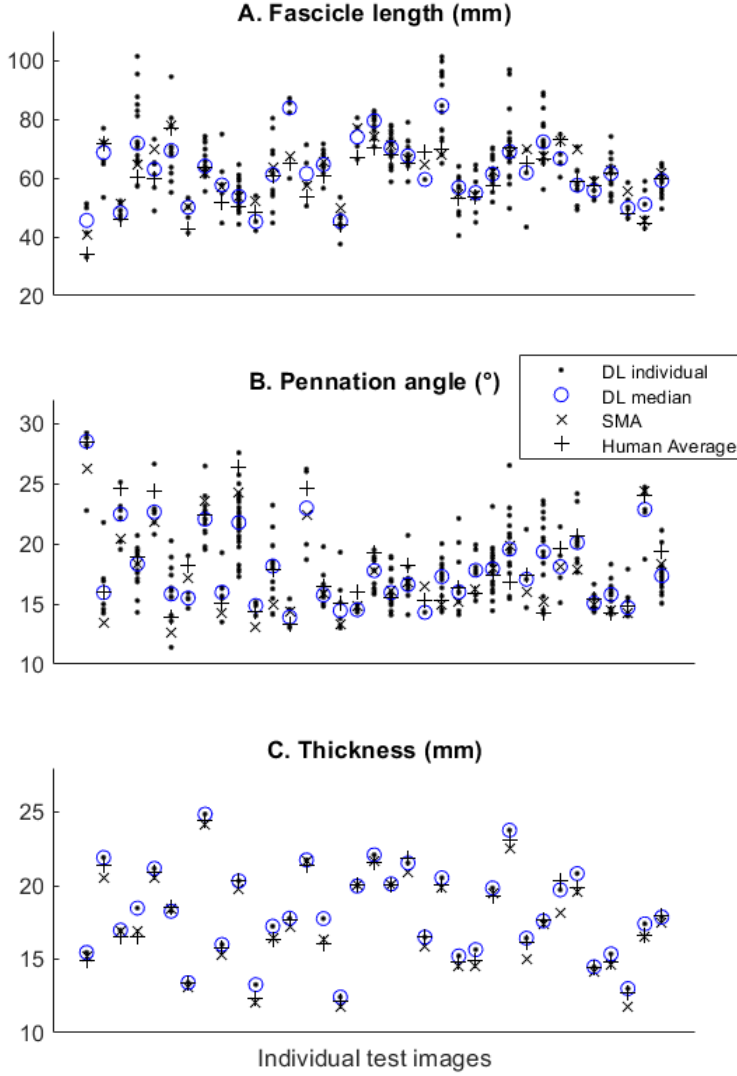 A. Fascicle length (mm)
100
80
60
40
20
B. Pennation angle (°)
DL individual
DL median
SMA
Human Average
30
25
20
15
10
C. Thickness (mm)
25
20
15
10
Individual test images